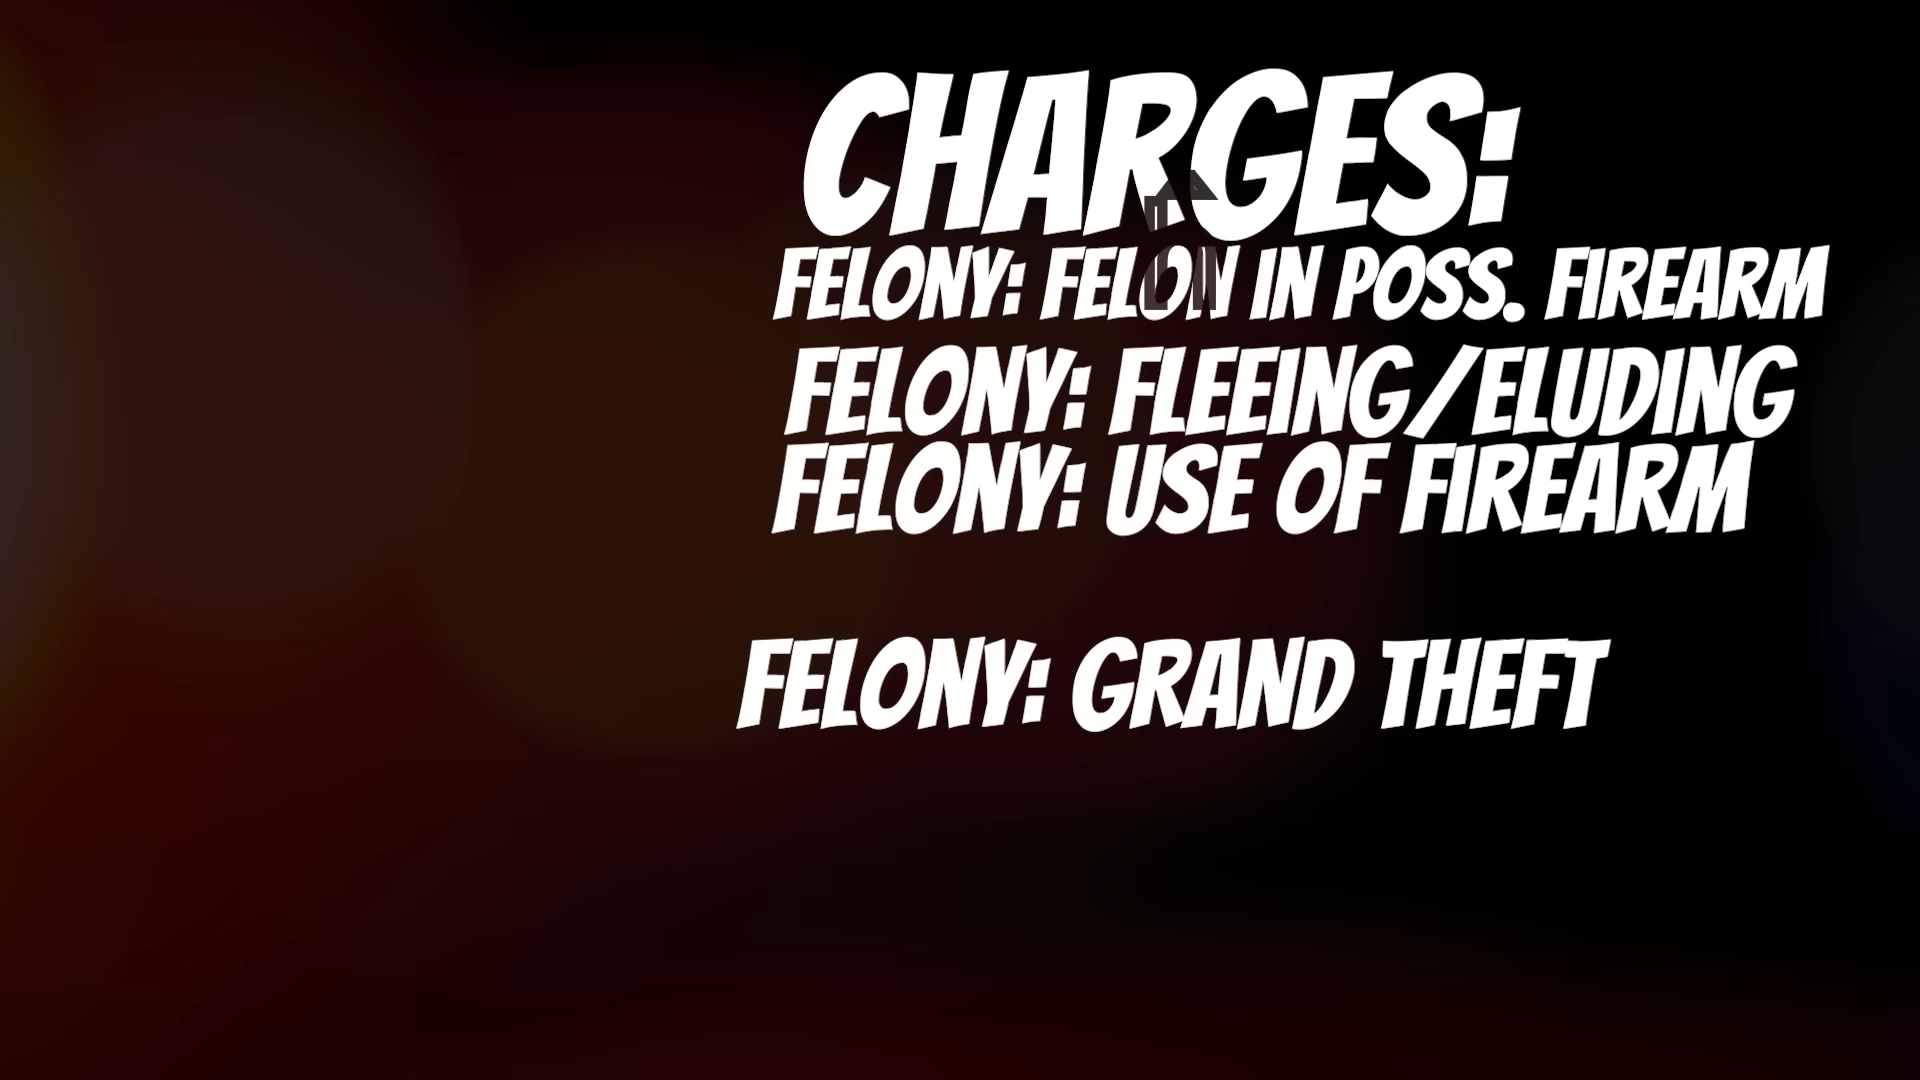 CHARGES:
FELONY: FELON IN POSS. FIREARM
FELONY: FLEEING/ELUDING
FELONY: USE OF FIREARM
FELONY: GRAND THEFT